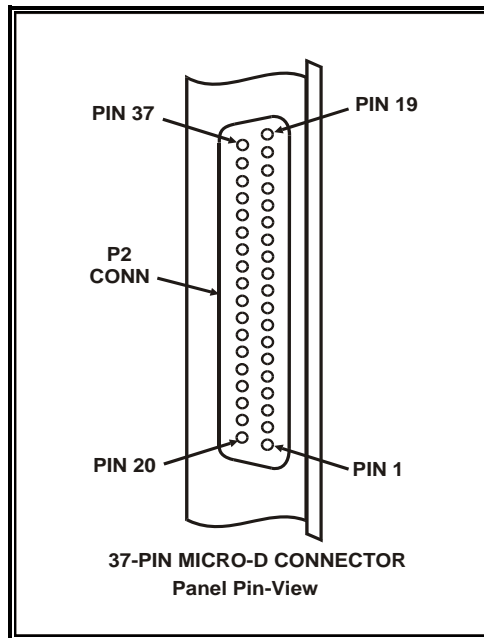 PIN 19
PIN 37
P2
CONN
PIN 20
PIN 1
37-PIN MICRO-D CONNECTOR
Panel Pin-View